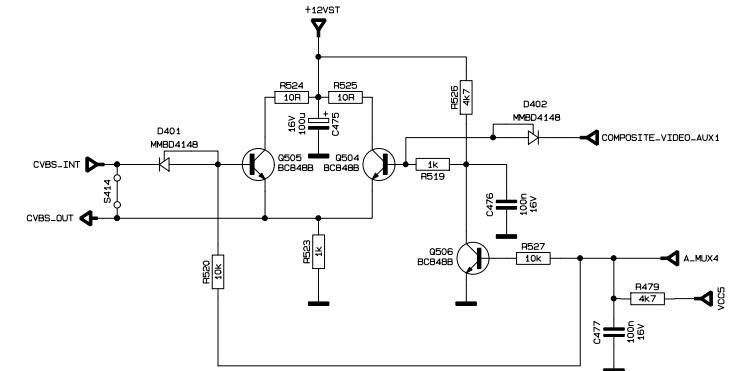 +12VST
R524
10R
R525
10R
16V
100u
C475
+
R526
4k7
D402
MMBD4148
COMPOSITE_VIDEO_AUX1
D401
MMBD4148
CVBS_INT
S414
CVBS_OUT
Q505
BC848B
Q504
BC848B
1k
R519
C476
100n
16V
R520
10k
R523
1k
Q506
BC848B
R527
10k
A_MUX4
R479
4k7
VCC5
C477
100n
16V